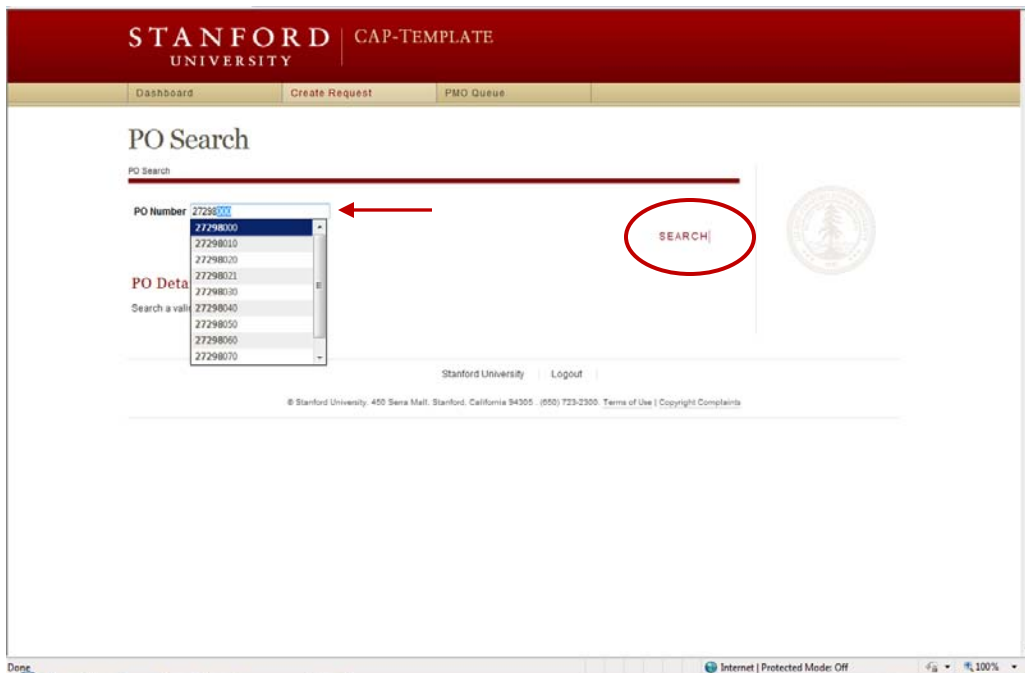 STANFORD UNIVERSITY
CAP-TEMPLATE
Dashboard Create Request PMO Queue
PO Search
PO Search
PO Number 27298000
27298000
27298010
27298020
27298021
27298030
27298040
27298050
27298060
27298070
SEARCH
PO Deta
Search a vali
Stanford University Logout
© Stanford University. 450 Serra Mall, Stanford, California 94305. (650) 723-2300. Terms of Use | Copyright Complaints
Done Internet | Protected Mode: Off 100%